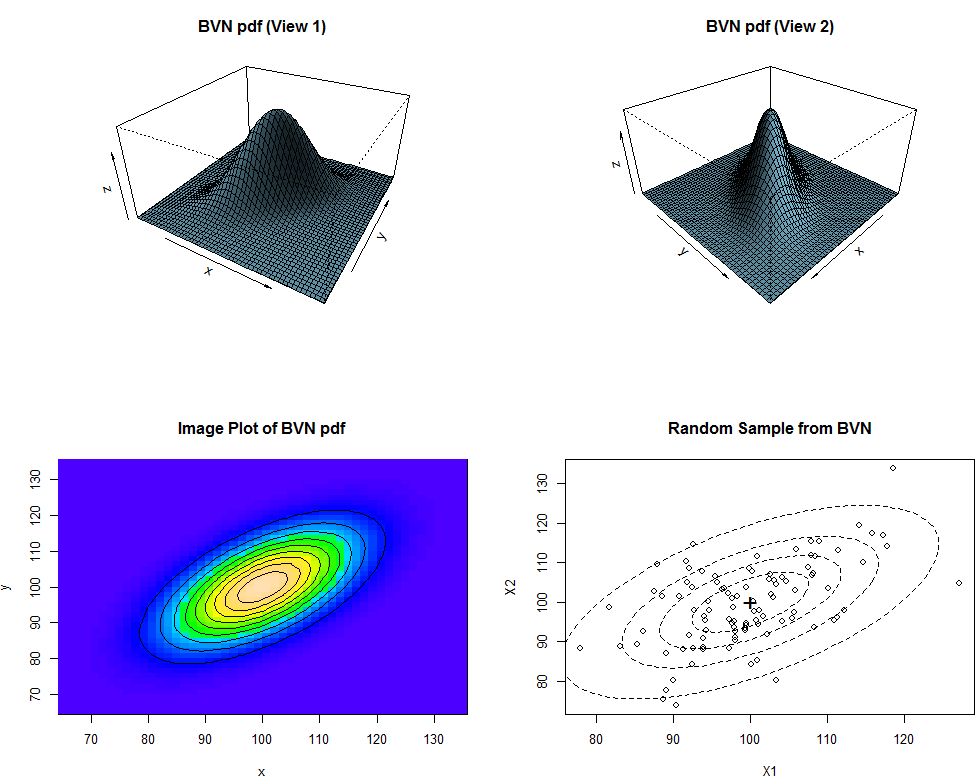 BVN pdf (View 1)
z
x
y
BVN pdf (View 2)
z
y
x
Image Plot of BVN pdf
y
130
120
110
100
90
80
70
70 80 90 100 110 120 130
x
Random Sample from BVN
X2
130
120
110
100
90
80
80 90 100 110 120
X1